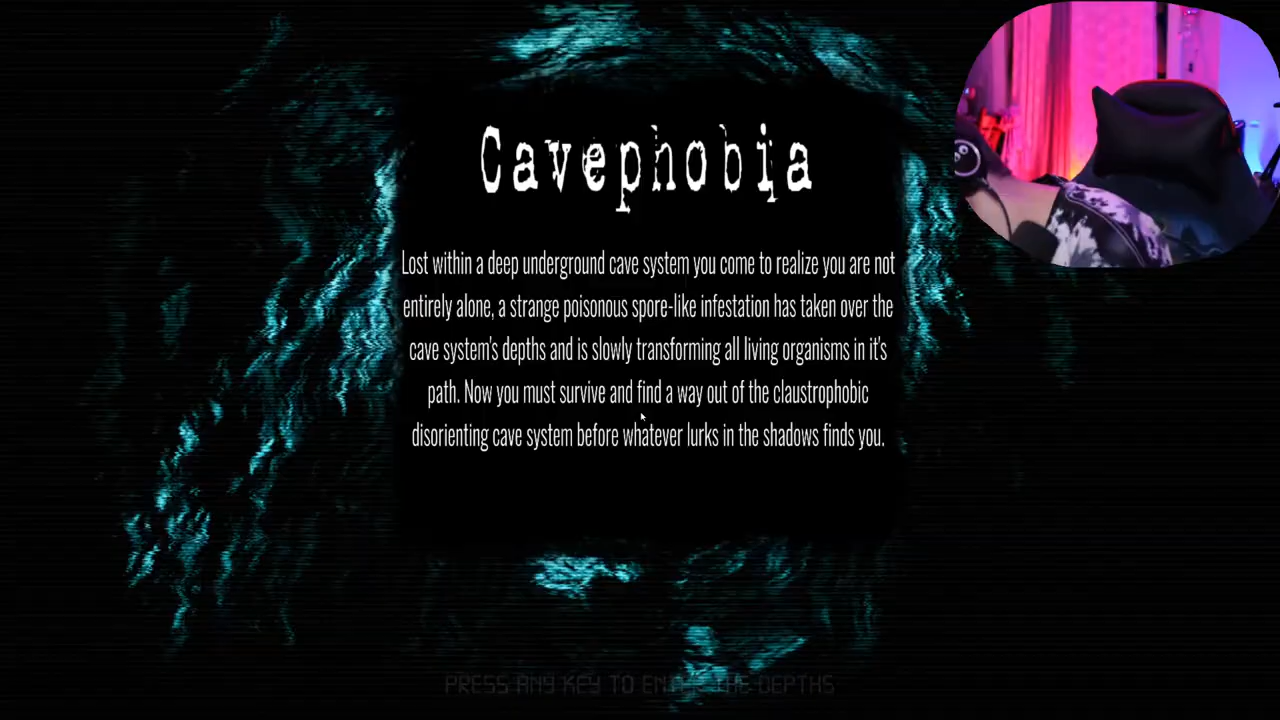 Cavephobia
Lost within a deep underground cave system you come to realize you are not
entirely alone, a strange poisonous spore-like infestation has taken over the
cave system's depths and is slowly transforming all living organisms in it's
path. Now you must survive and find a way out of the claustrophobic
disorienting cave system before whatever lurks in the shadows finds you.
PRESS ANY KEY TO ENTER THE DEPTHS